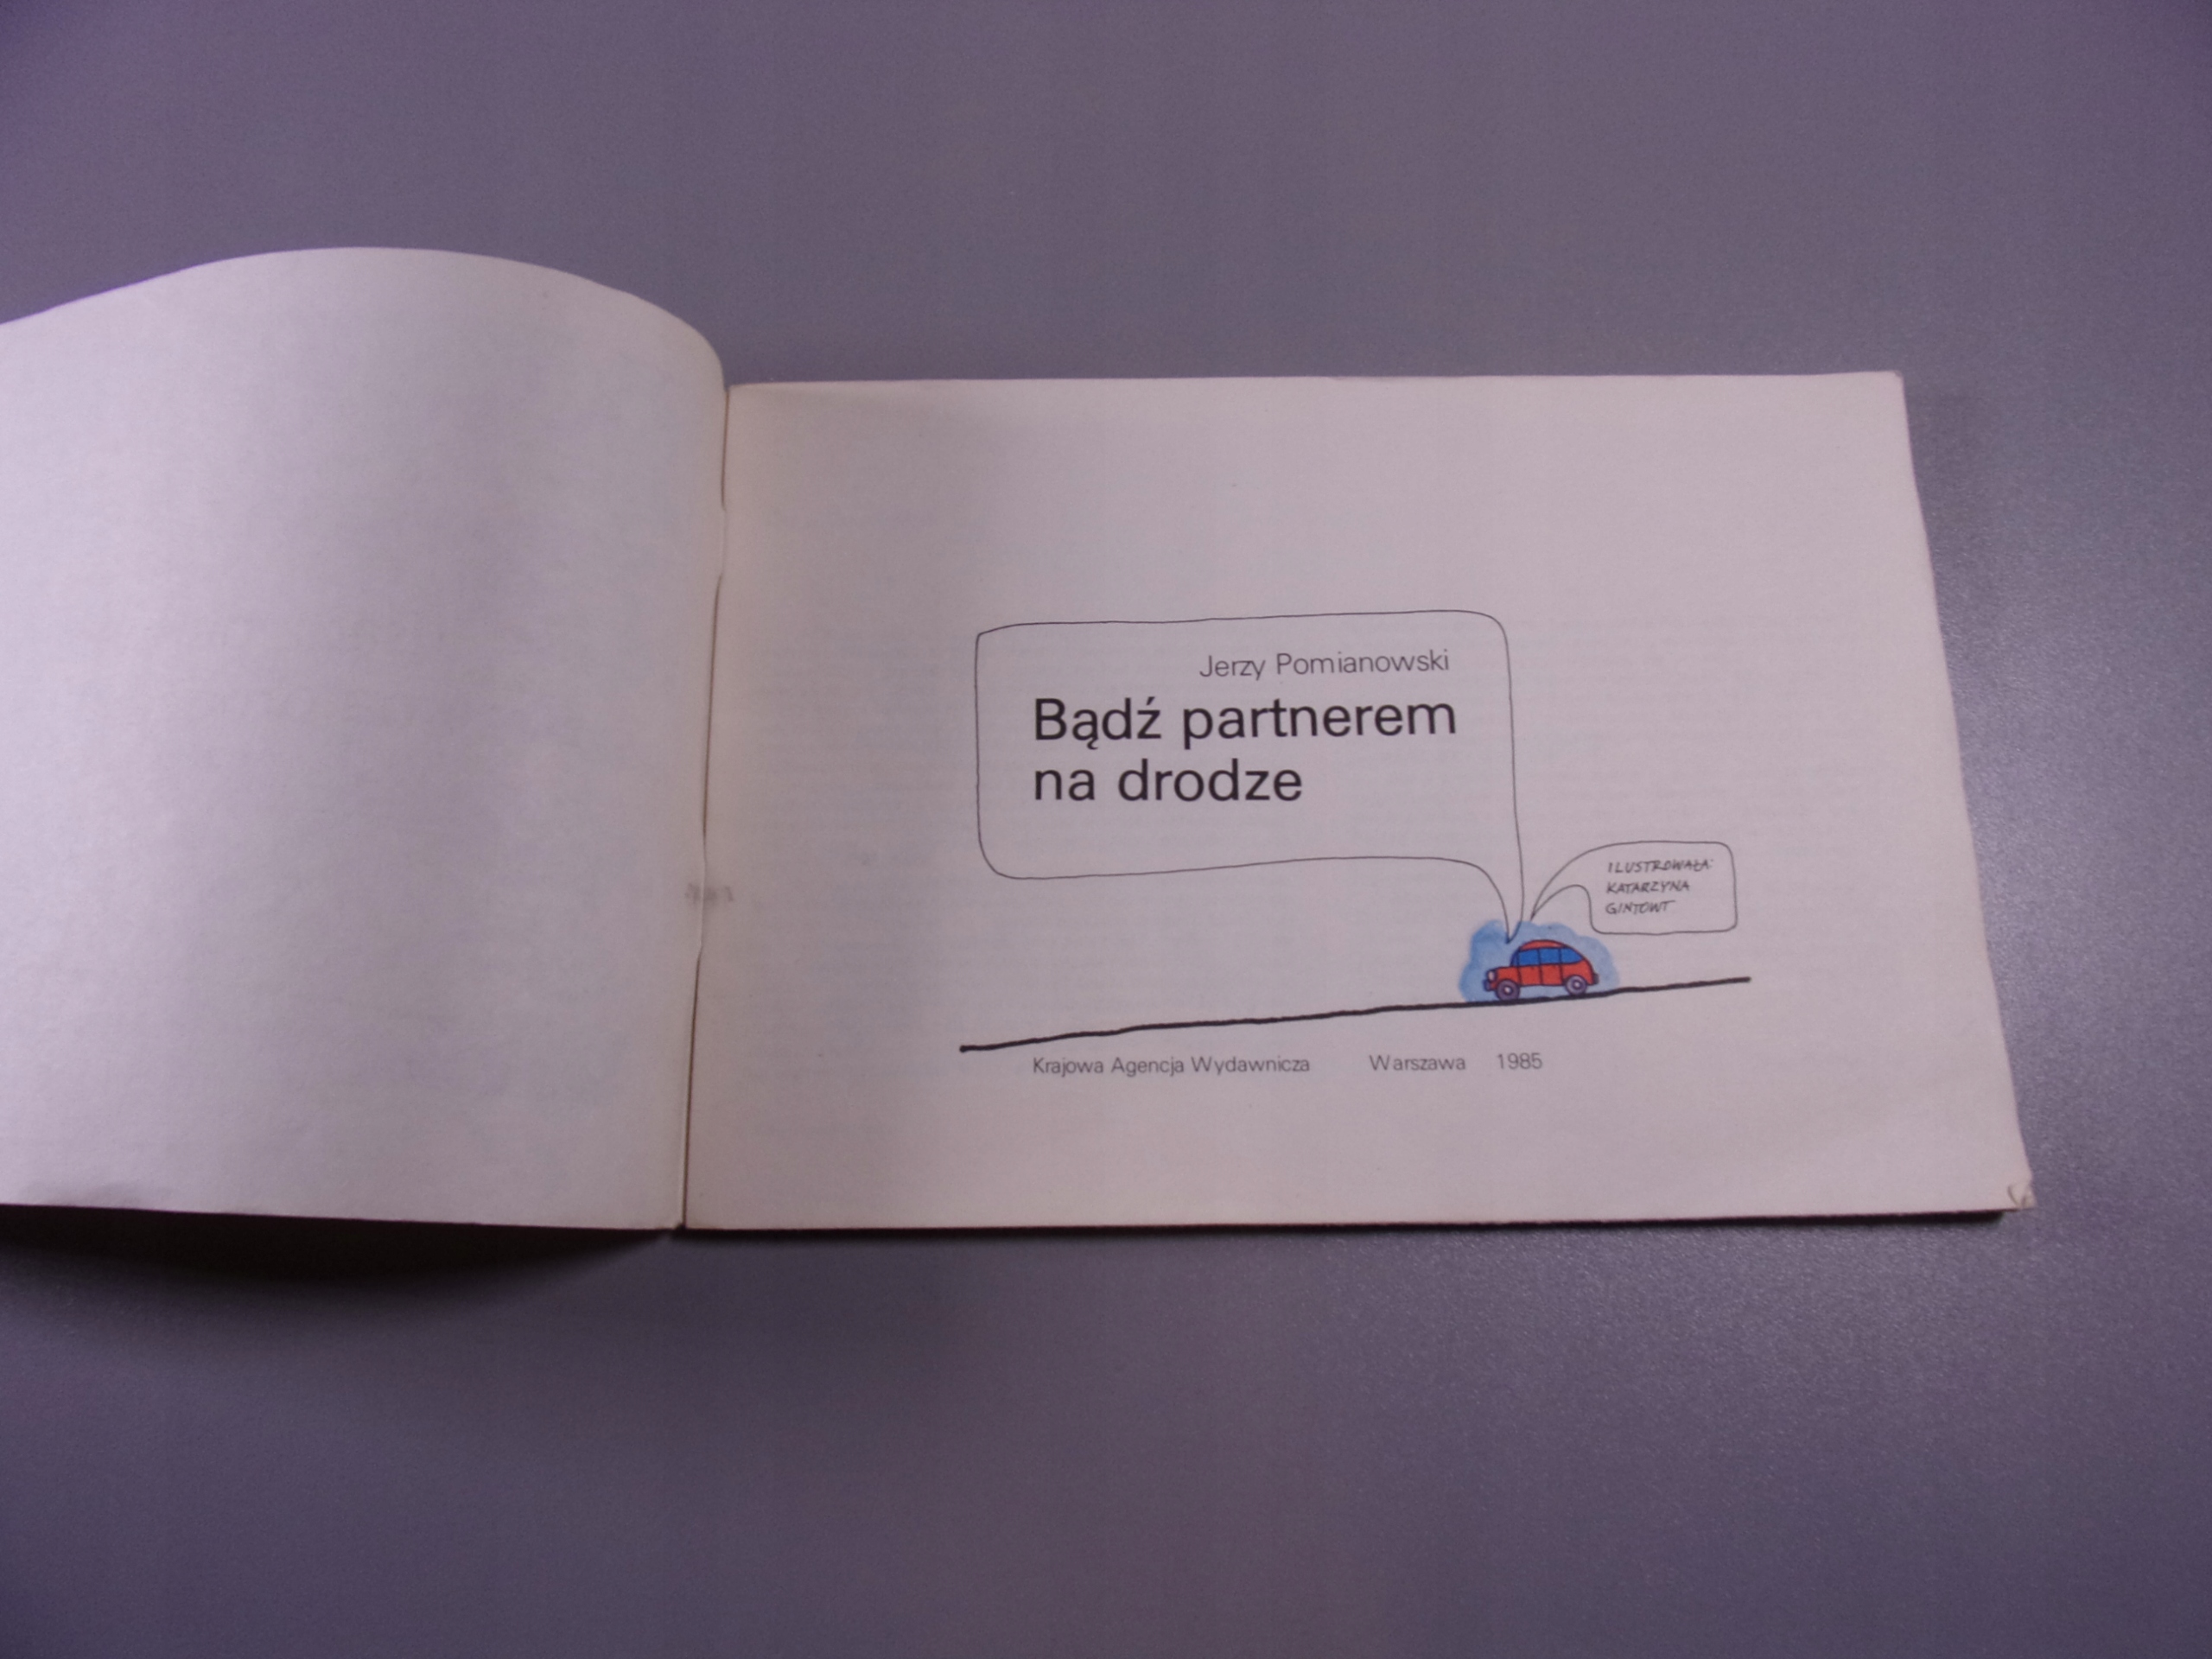 Jerzy Pomianowski
Bądź partnerem
na drodze
ILUSTROWAŁA:
KATARZYNA
GINTOWT
Krajowa Agencja Wydawnicza Warszawa 1985